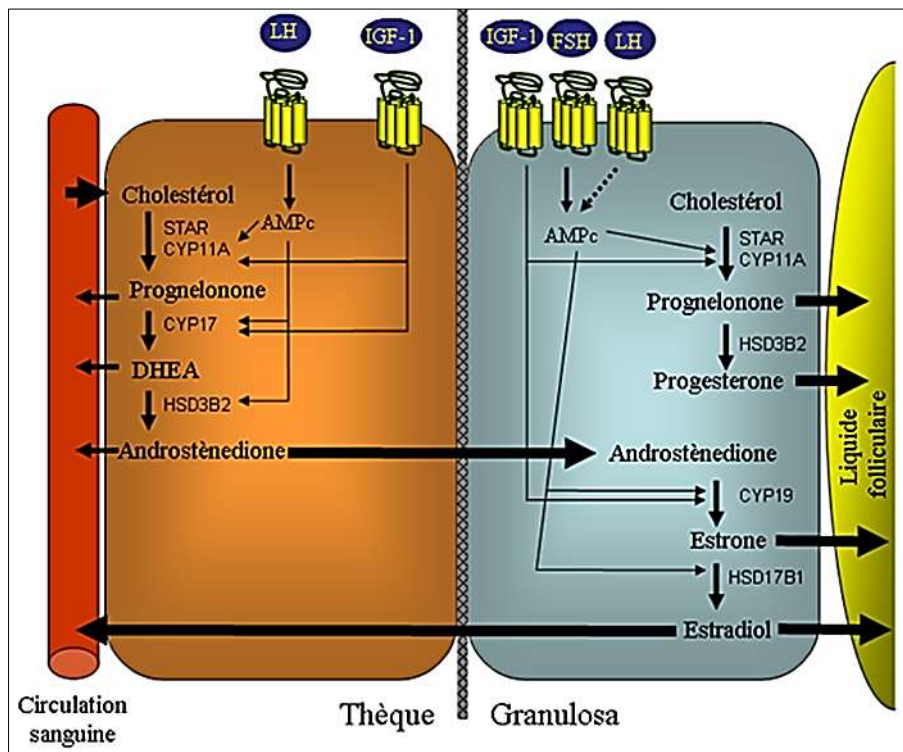 LH
IGF-1
IGF-1
FSH
LH
Cholestérol
AMPc
STAR
CYP11A
Prognelonone
CYP17
DHEA
HSD3B2
Androstènedione
Cholestérol
AMPc
STAR
CYP11A
Prognelonone
HSD3B2
Progesterone
Androstènedione
CYP19
Estrone
HSD17B1
Estradiol
Liquide
folliculaire
Circulation
sanguine
Thèque
Granulosa